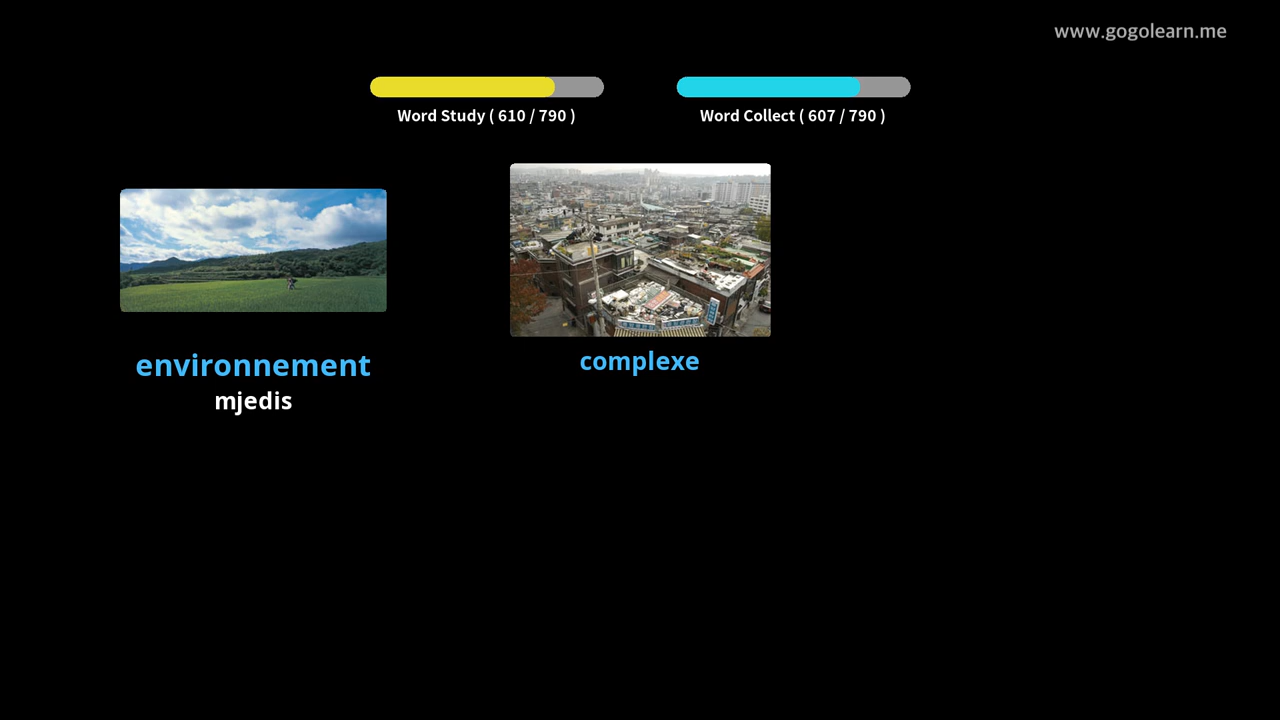 www.gogolearn.me
Word Study ( 610 / 790 )
Word Collect ( 607 / 790 )
environnement
mjedis
complexe